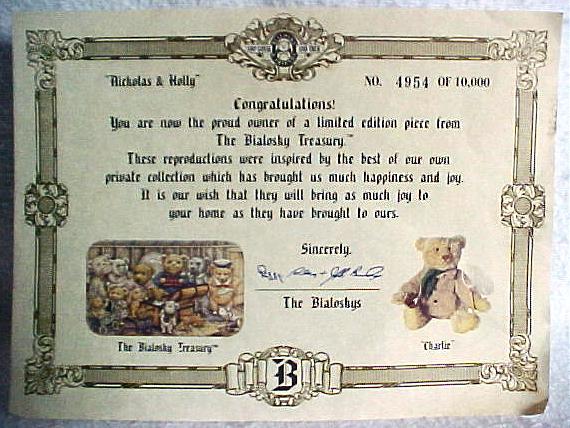 "Nicholas & Holly"
NO. 4954 OF 10,000
Congratulations!
You are now the proud owner of a limited edition piece from
The Bialosky Treasury.™
These reproductions were inspired by the best of our own
private collection which has brought us much happiness and joy.
It is our wish that they will bring as much joy to
your home as they have brought to ours.
Sincerely,
The Bialoskys
The Bialosky Treasury™
"Charlie"
B